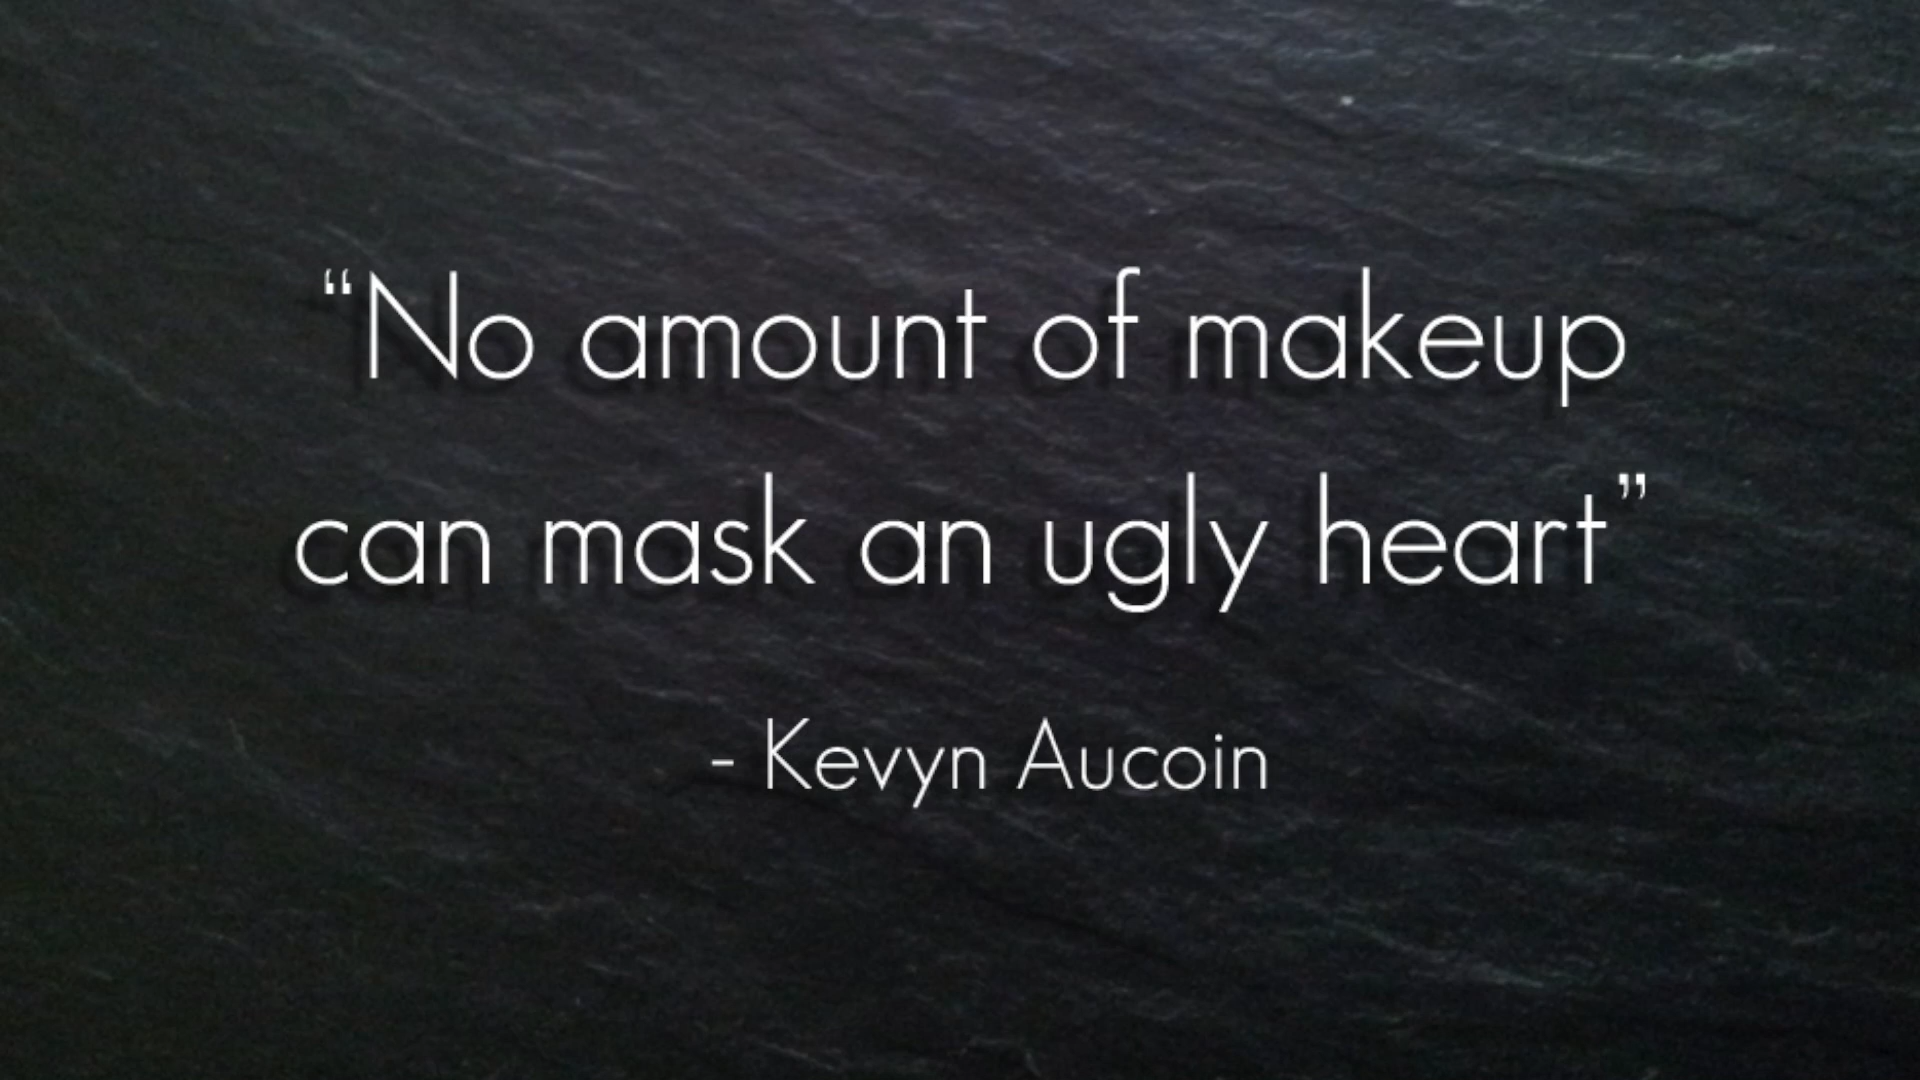 “No amount of makeup
can mask an ugly heart”
- Kevyn Aucoin